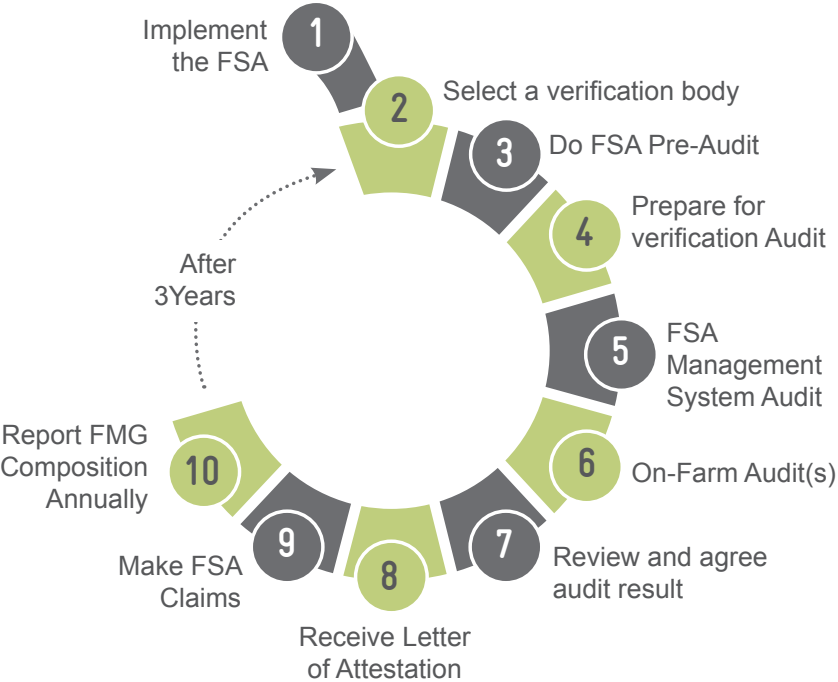 1
Implement
the FSA
2
Select a verification body
3
Do FSA Pre-Audit
4
Prepare for
verification Audit
5
FSA
Management
System Audit
6
On-Farm Audit(s)
7
Review and agree
audit result
8
Receive Letter
of Attestation
9
Make FSA
Claims
10
Report FMG
Composition
Annually
After
3Years